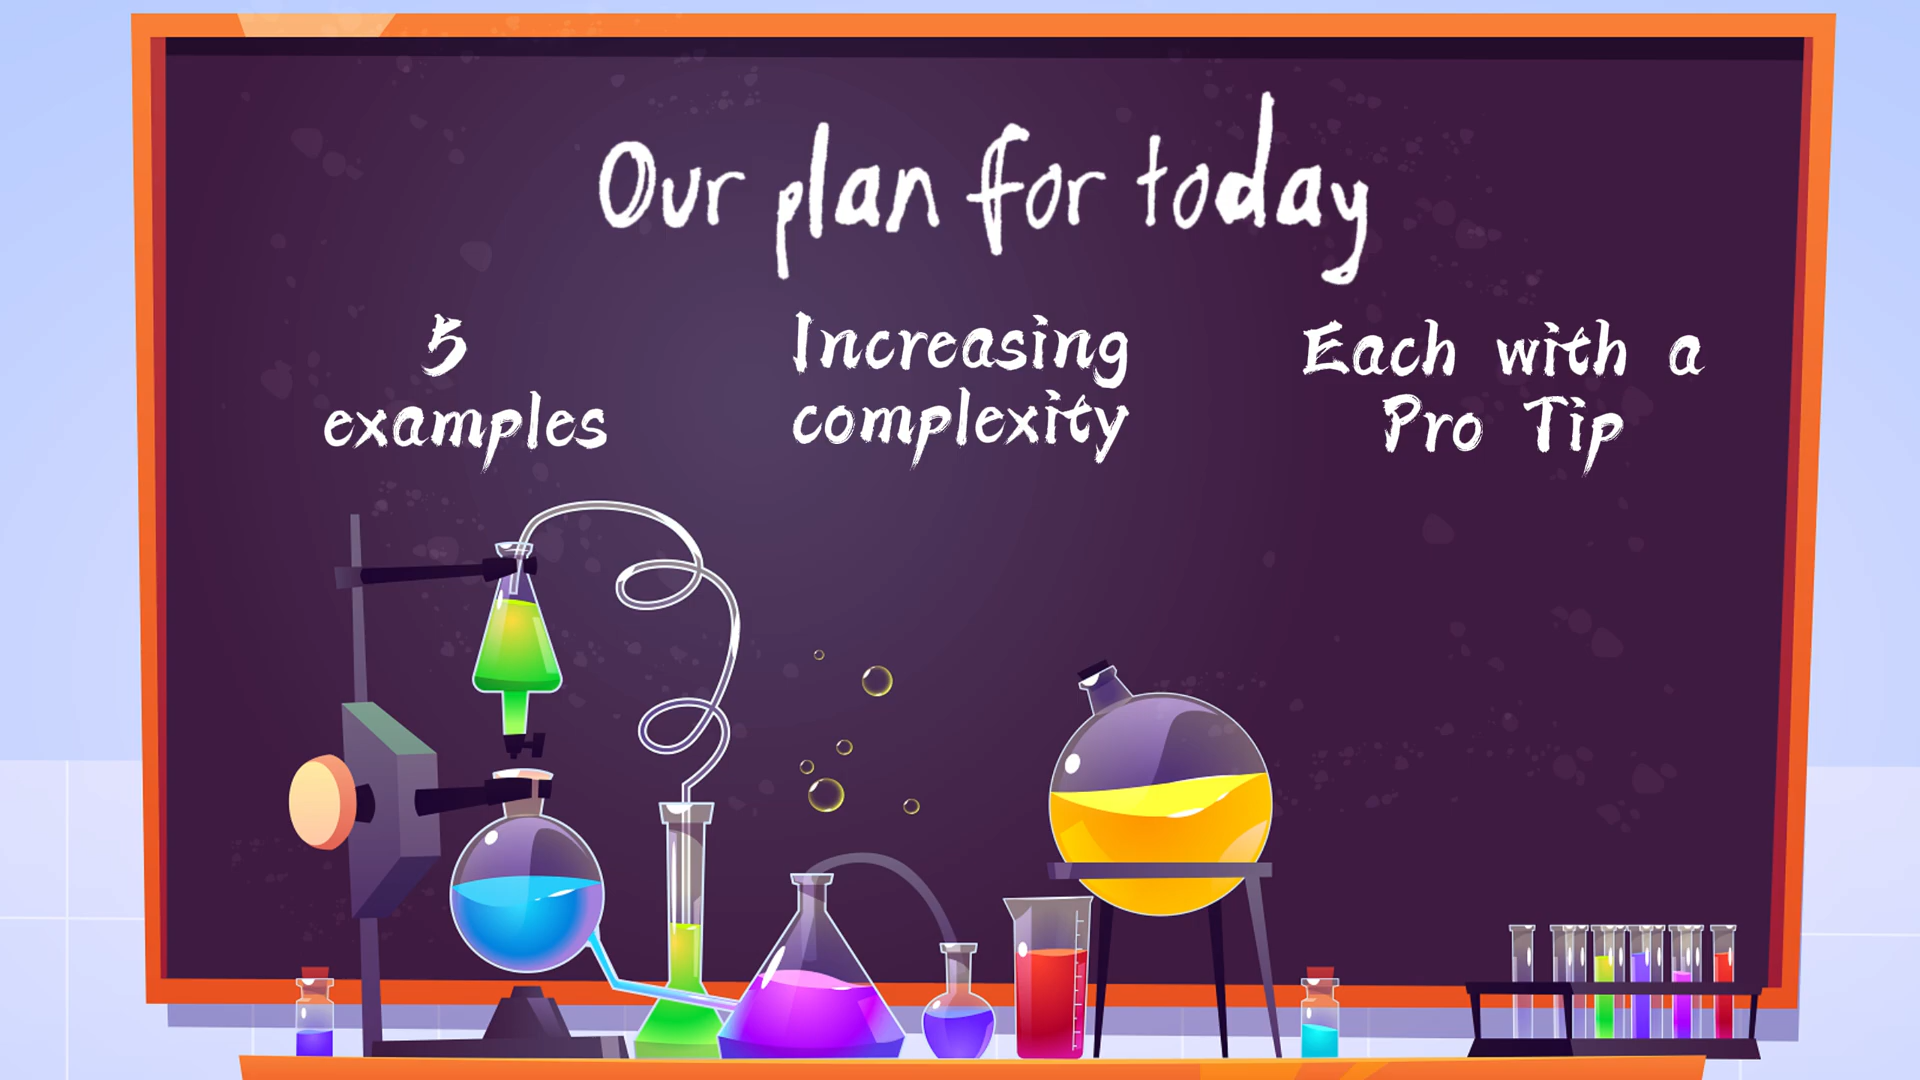 Our plan for today
5
examples
Increasing
complexity
Each with a
Pro Tip